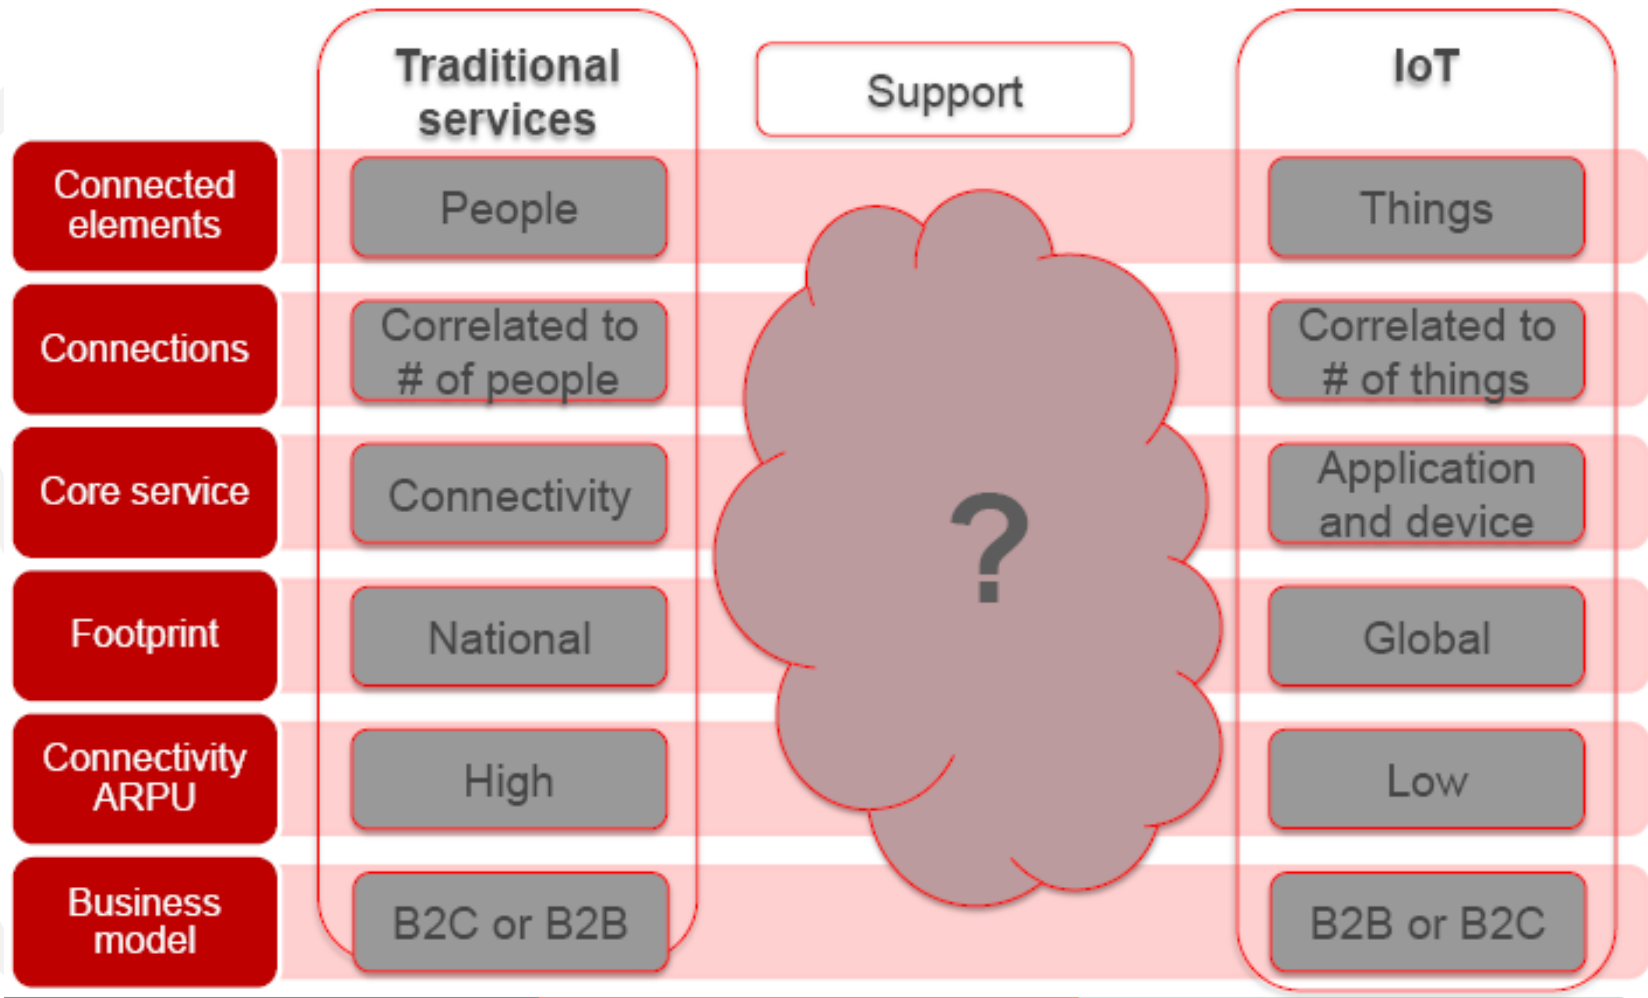 Traditional
services
Support
IoT
Connected
elements
People
Things
Connections
Correlated to
# of people
Correlated to
# of things
Core service
Connectivity
?
Application
and device
Footprint
National
Global
Connectivity
ARPU
High
Low
Business
model
B2C or B2B
B2B or B2C